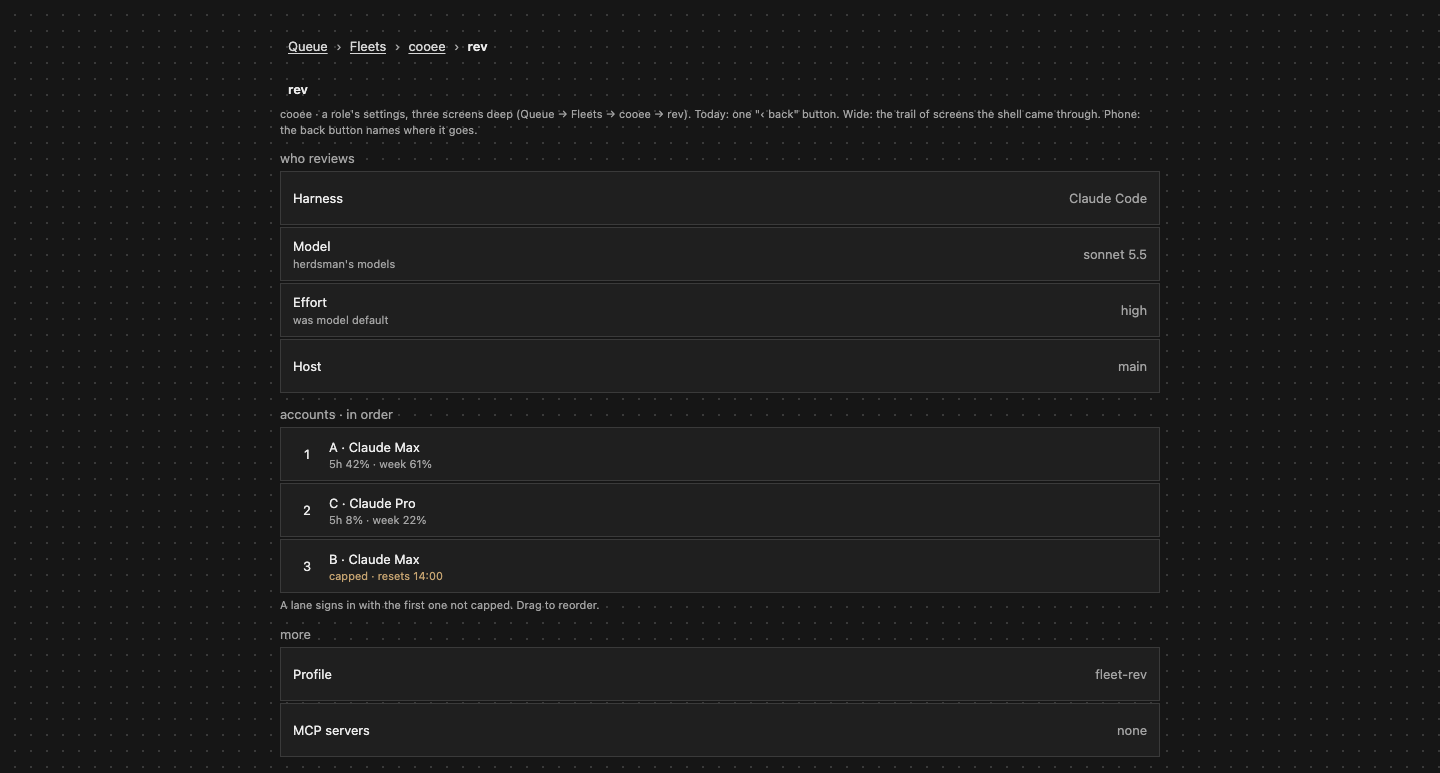 Queue › Fleets › cooee › rev
rev
cooee · a role's settings, three screens deep (Queue → Fleets → cooee → rev). Today: one "‹ back" button. Wide: the trail of screens the shell came through. Phone:
the back button names where it goes.
who reviews
Harness Claude Code
Model
herdsman's models
sonnet 5.5
Effort
was model default
high
Host main
accounts · in order
1 A · Claude Max
5h 42% · week 61%
2 C · Claude Pro
5h 8% · week 22%
3 B · Claude Max
capped · resets 14:00
A lane signs in with the first one not capped. Drag to reorder.
more
Profile fleet-rev
MCP servers none